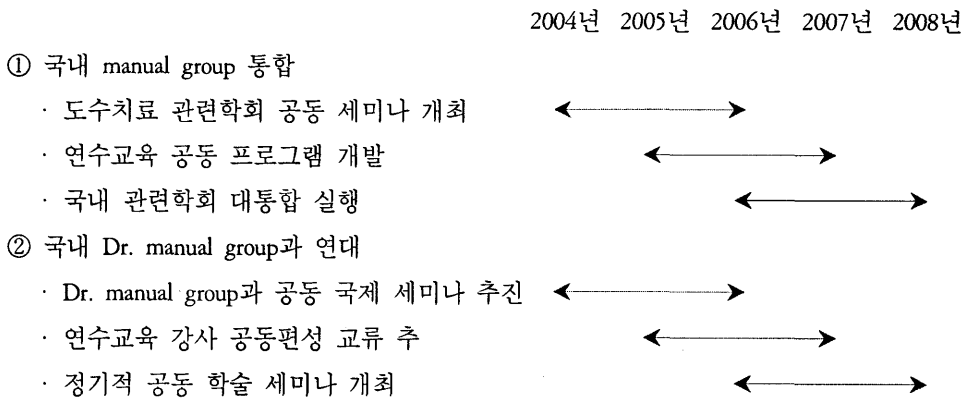 2004년 2005년 2006년 2007년 2008년
① 국내 manual group 통합
· 도수치료 관련학회 공동 세미나 개최
· 연수교육 공동 프로그램 개발
· 국내 관련학회 대통합 실행
② 국내 Dr. manual group과 연대
· Dr. manual group과 공동 국제 세미나 추진
· 연수교육 강사 공동편성 교류 추
· 정기적 공동 학술 세미나 개최